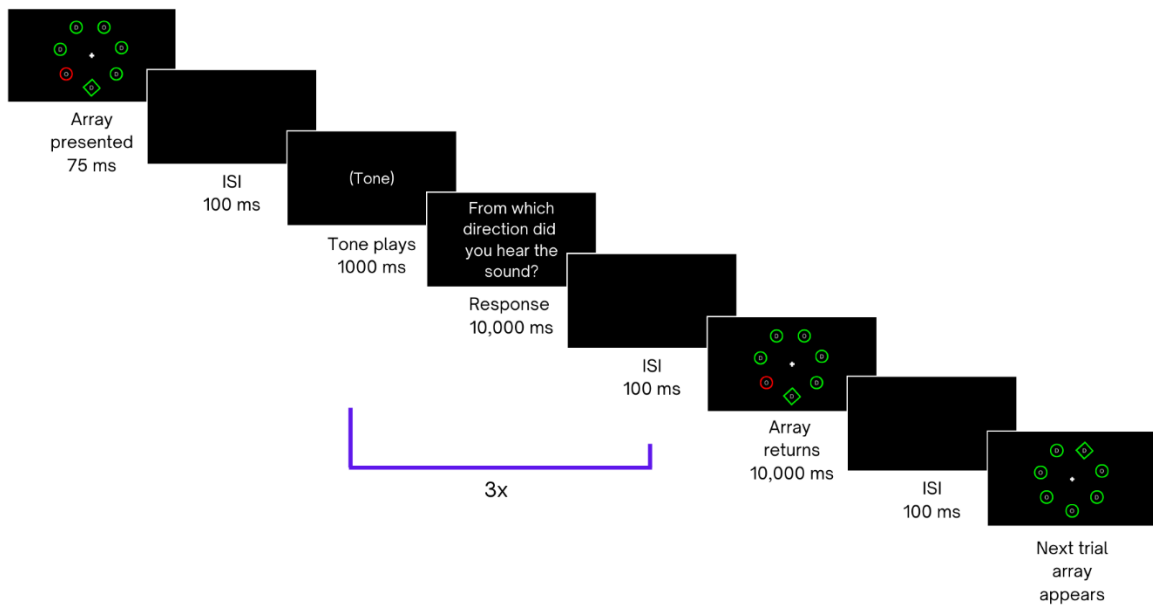 D
O
D
D
O
D
D
Array
presented
75 ms
ISI
100 ms
(Tone)
Tone plays
1000 ms
From which
direction did
you hear the
sound?
Response
10,000 ms
ISI
100 ms
3x
D
O
D
D
O
D
Array
returns
10,000 ms
ISI
100 ms
D
D
O
O
O
D
O
Next trial
array
appears